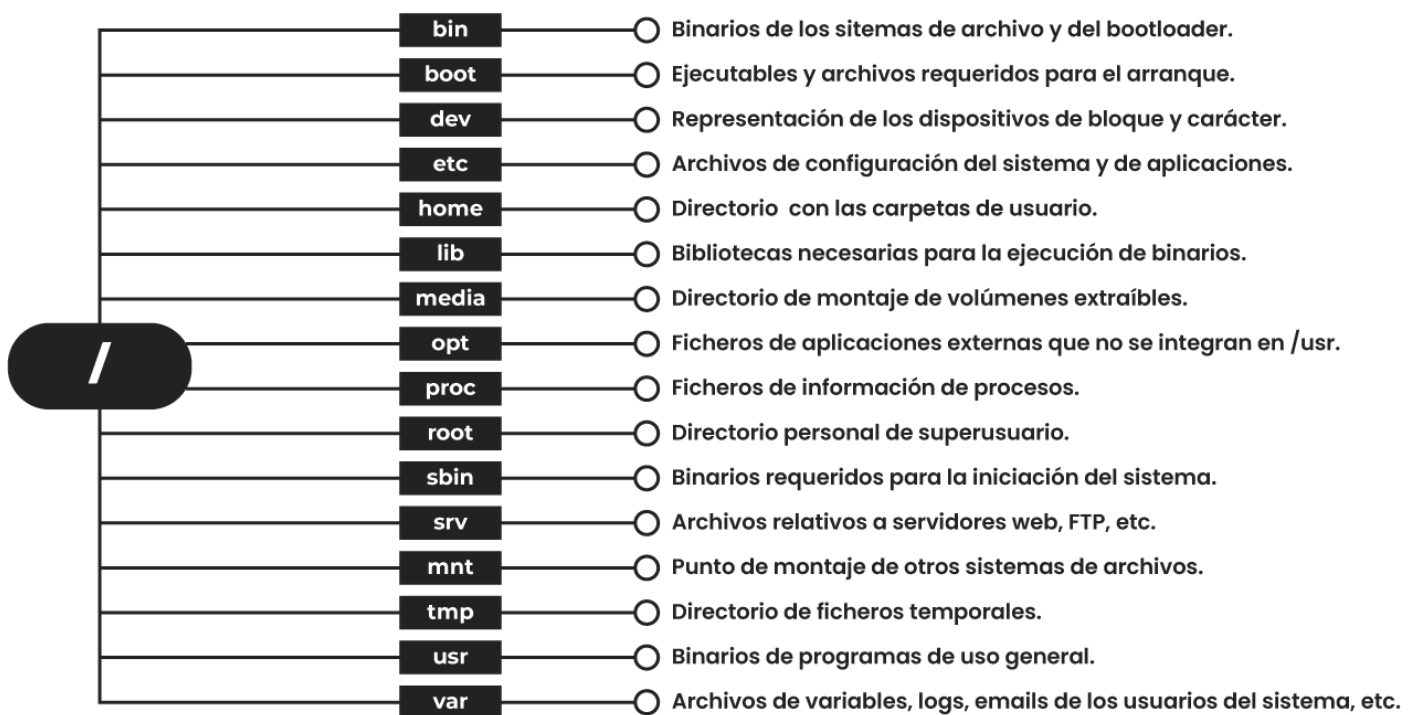 /
bin Binarios de los sitemas de archivo y del bootloader.
boot Ejecutables y archivos requeridos para el arranque.
dev Representación de los dispositivos de bloque y carácter.
etc Archivos de configuración del sistema y de aplicaciones.
home Directorio con las carpetas de usuario.
lib Bibliotecas necesarias para la ejecución de binarios.
media Directorio de montaje de volúmenes extraíbles.
opt Ficheros de aplicaciones externas que no se integran en /usr.
proc Ficheros de información de procesos.
root Directorio personal de superusuario.
sbin Binarios requeridos para la iniciación del sistema.
srv Archivos relativos a servidores web, FTP, etc.
mnt Punto de montaje de otros sistemas de archivos.
tmp Directorio de ficheros temporales.
usr Binarios de programas de uso general.
var Archivos de variables, logs, emails de los usuarios del sistema, etc.